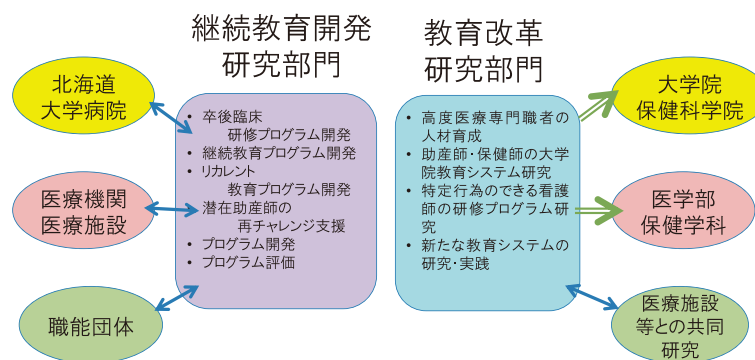 継続教育開発
研究部門
教育改革
研究部門
北海道
大学病院
医療機関
医療施設
職能団体
• 卒後臨床
研修プログラム開発
• 継続教育プログラム開発
• リカレント
教育プログラム開発
• 潜在助産師の
再チャレンジ支援
• プログラム開発
• プログラム評価
• 高度医療専門職者の
人材育成
• 助産師・保健師の大学
院教育システム研究
• 特定行為のできる看護
師の研修プログラム研
究
• 新たな教育システムの
研究・実践
大学院
保健科学院
医学部
保健学科
医療施設
等との共同
研究